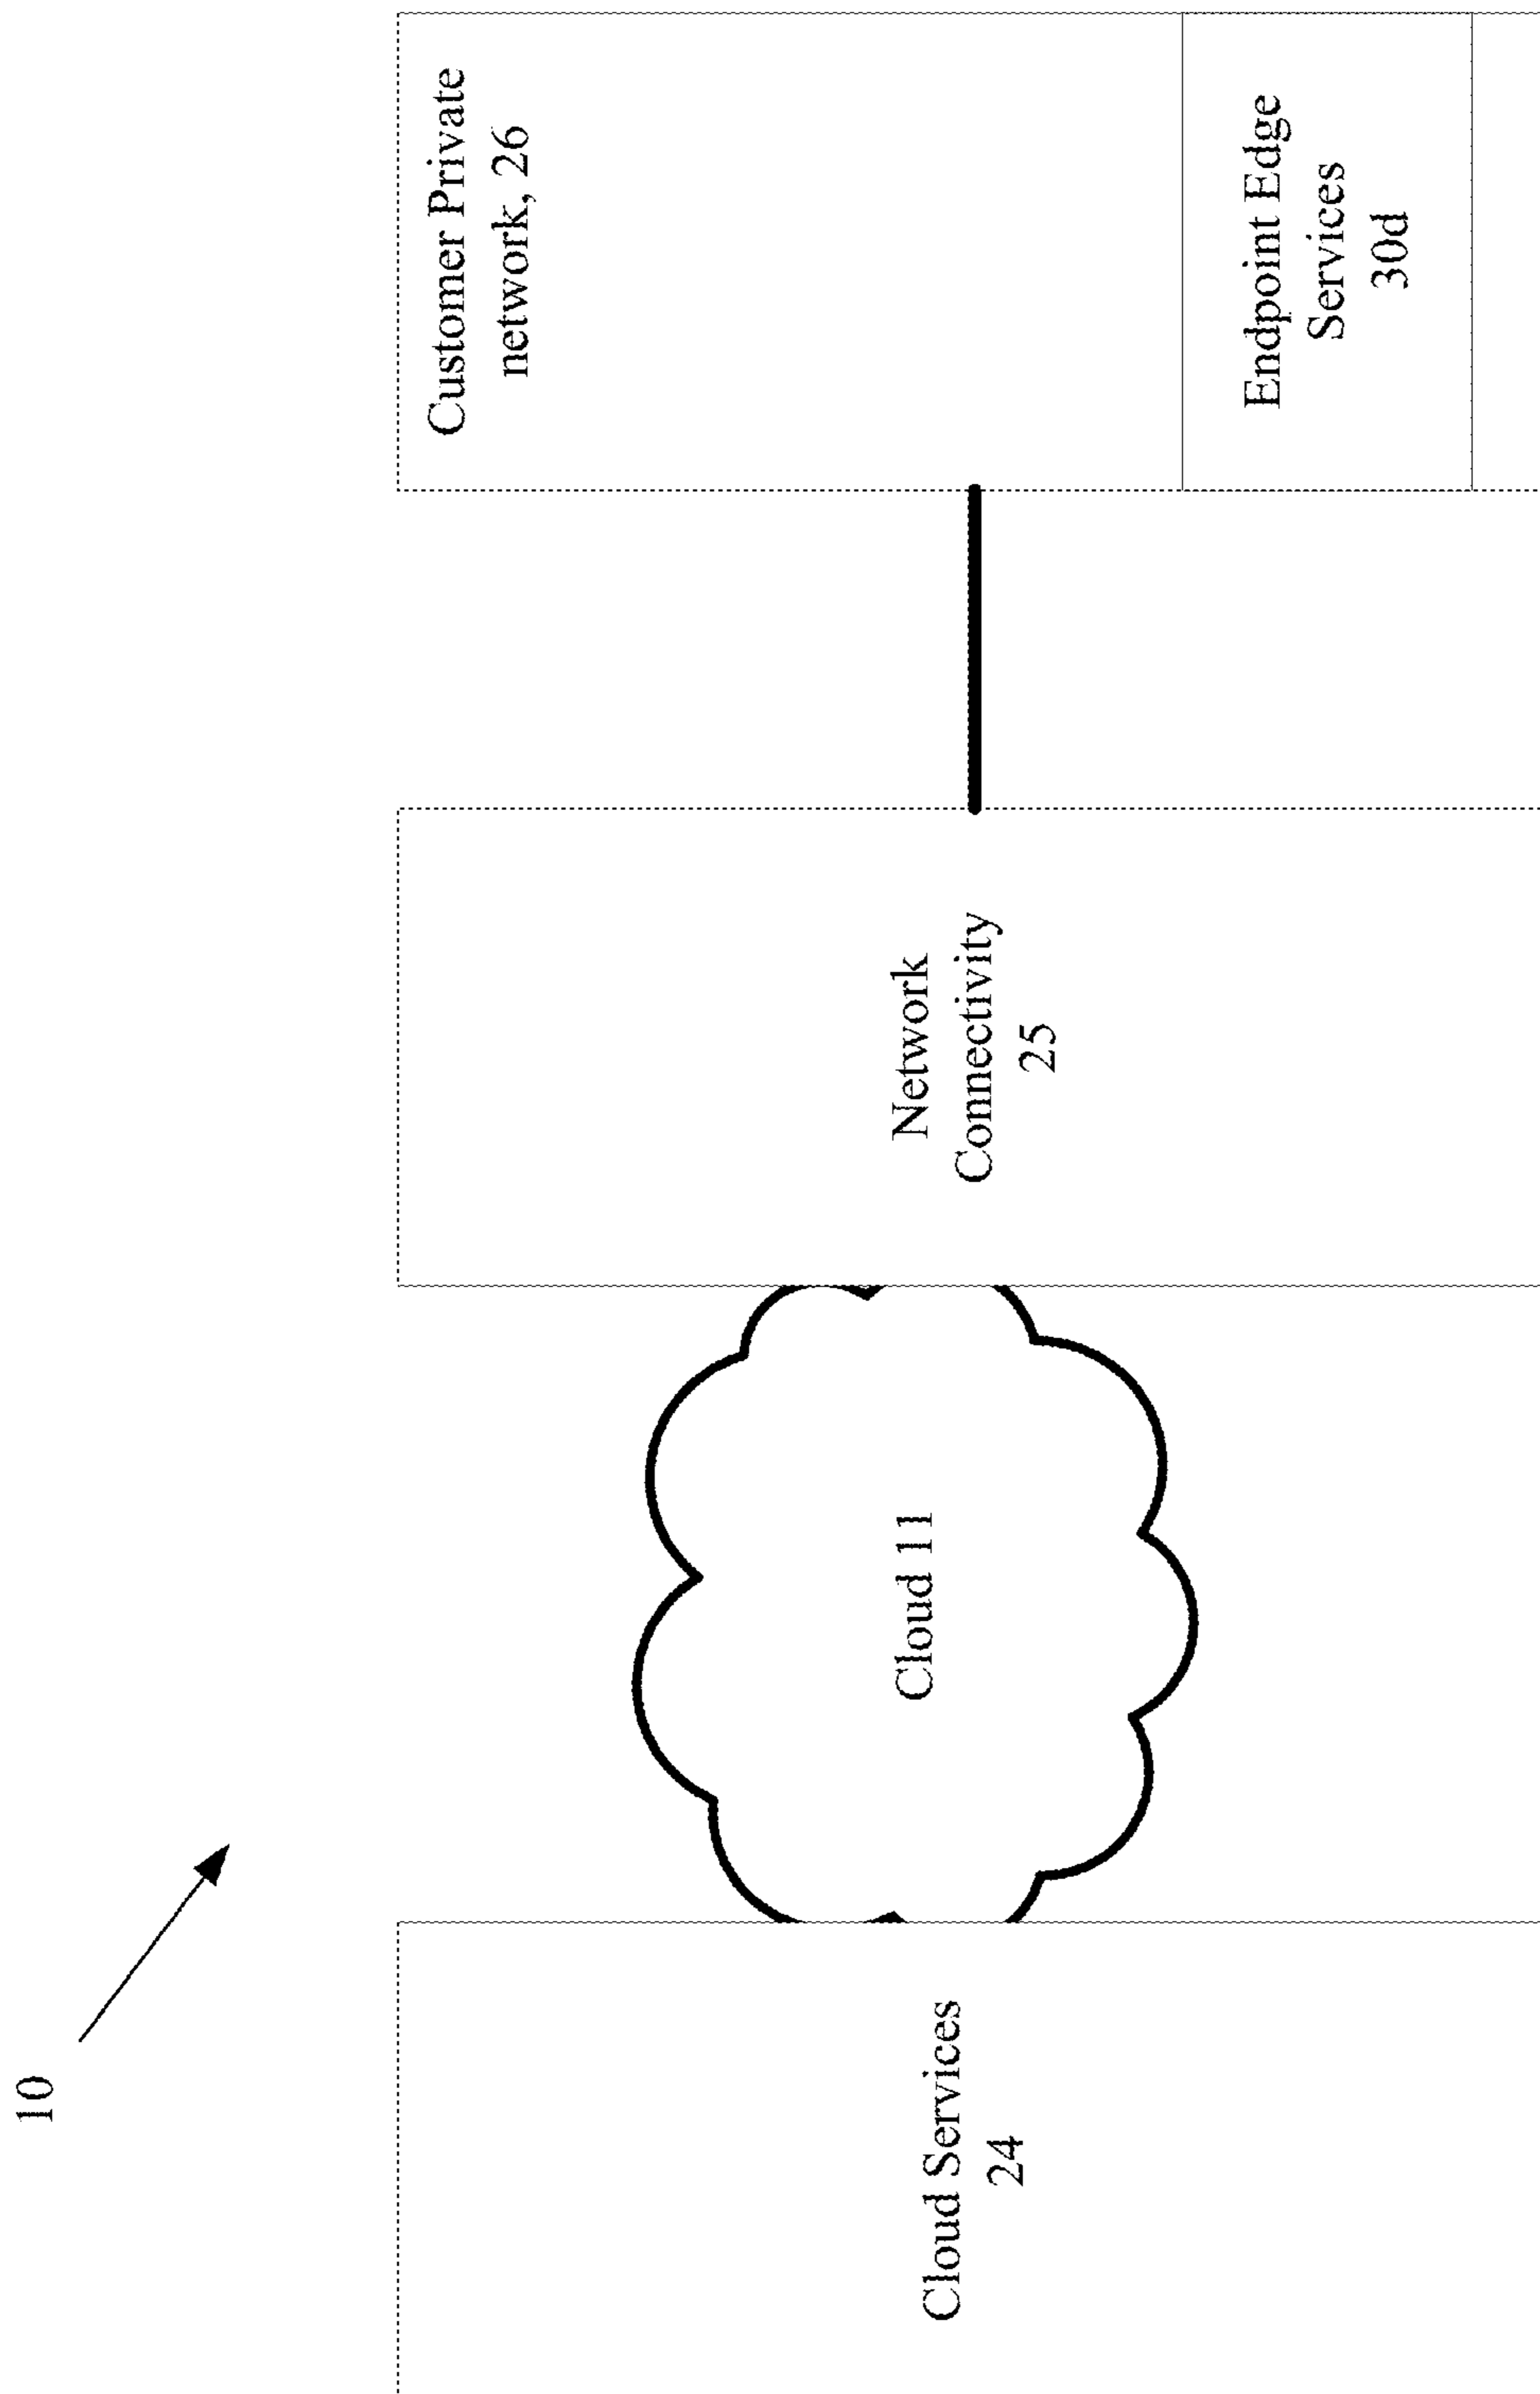 10
Cloud Services
24
Cloud 11
Network
Connectivity
25
Customer Private
network, 26
Endpoint Edge
Services
30d